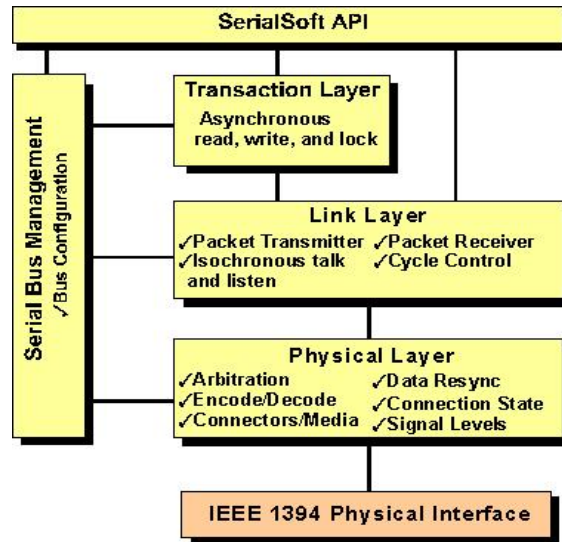 SerialSoft API
Serial Bus Management
✓Bus Configuration
Transaction Layer
Asynchronous
read, write, and lock
Link Layer
✓Packet Transmitter ✓Packet Receiver
✓Isochronous talk ✓Cycle Control
and listen
Physical Layer
✓Arbitration ✓Data Resync
✓Encode/Decode ✓Connection State
✓Connectors/Media ✓Signal Levels
IEEE 1394 Physical Interface